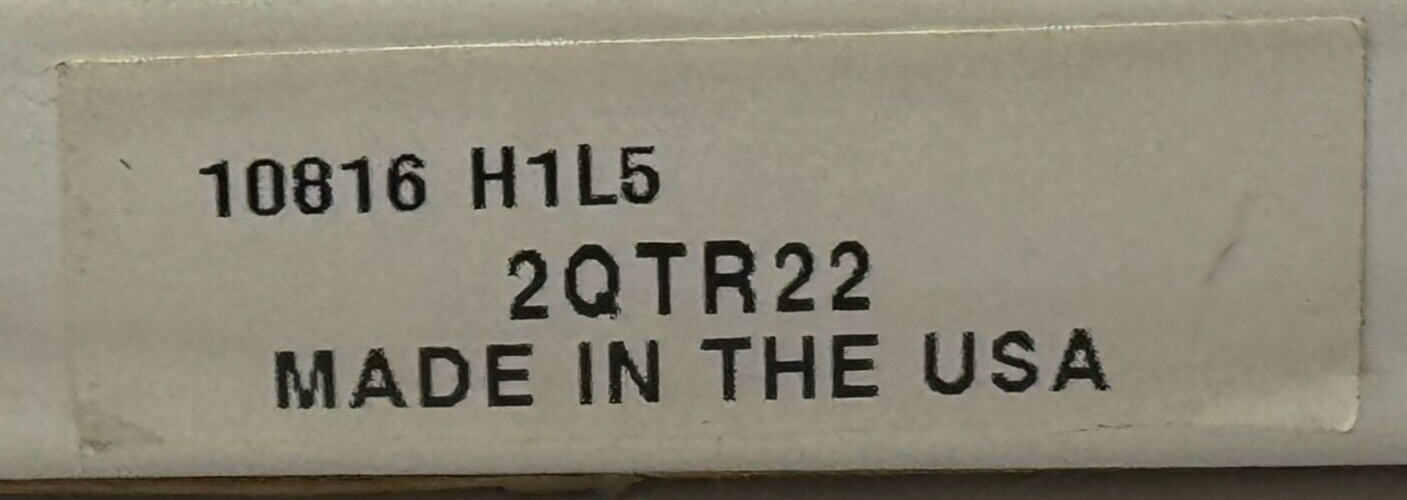 10816 H1L5
2QTR22
MADE IN THE USA